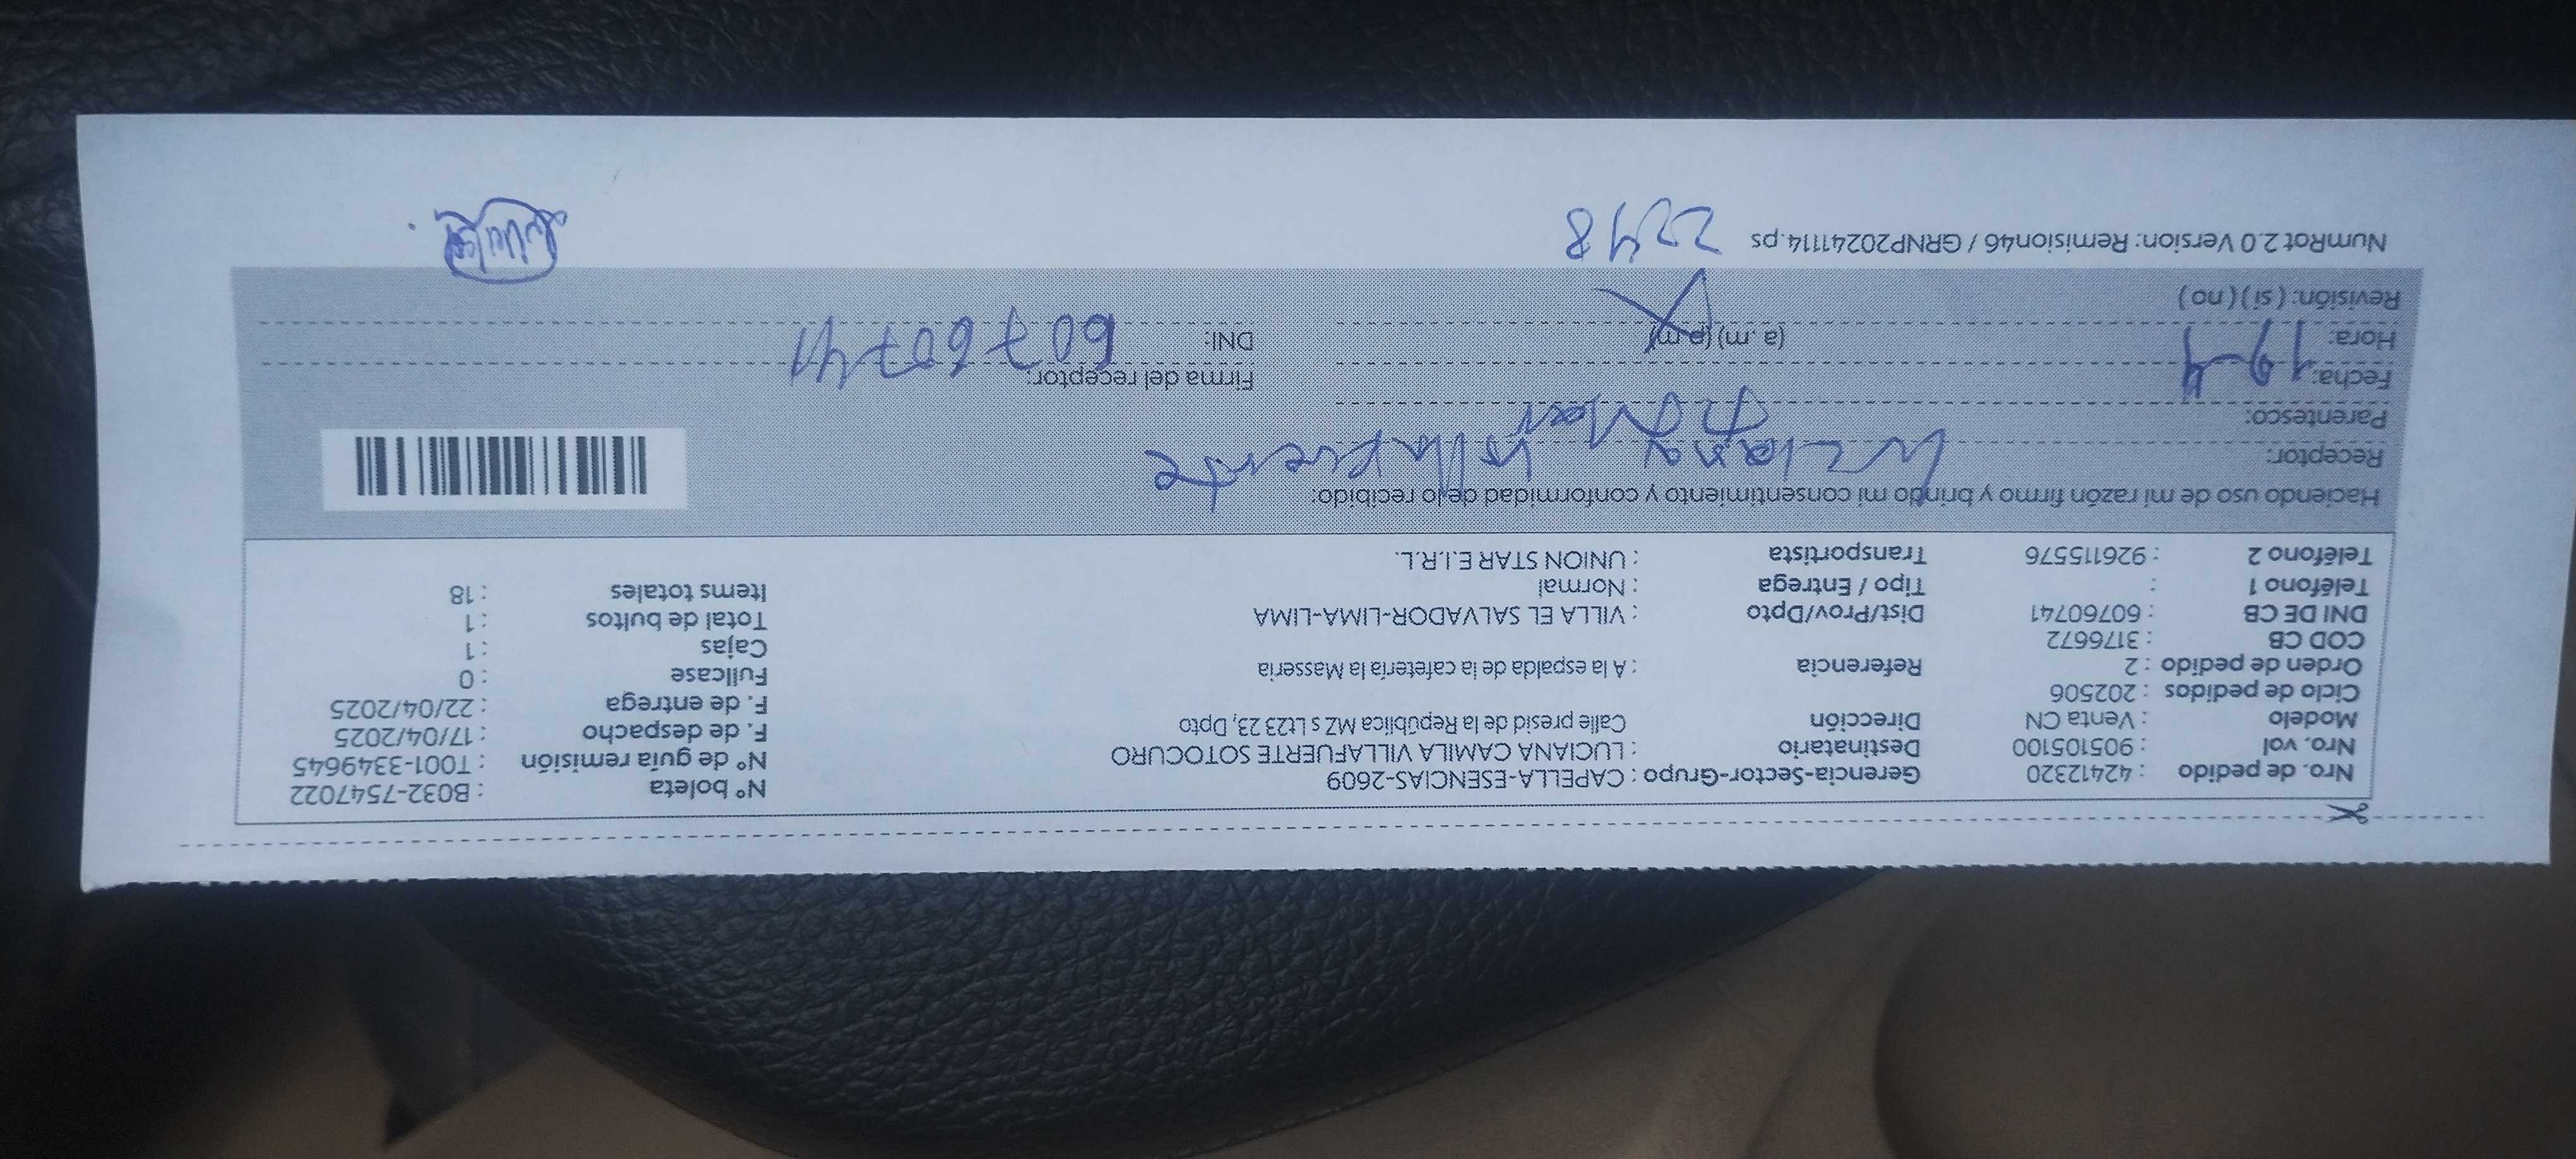 Nro. de pedido : 42412320 Gerencia-Sector-Grupo : CAPELLA-ESENCIAS-2609 N° boleta : B032-7547022
Nro. vol : 905105100 Destinatario : LUCIANA CAMILA VILLAFUERTE SOTOCURO N° de guía remisión : T001-3349645
Modelo : Venta CN Dirección Calle presid de la República MZ s Lt23 23, Dpto F. de despacho : 17/04/2025
Ciclo de pedidos : 202506 F. de entrega : 22/04/2025
Orden de pedido : 2 Referencia : A la espalda de la cafetería la Masseria Fullcase : 0
COD CB : 3176672 Cajas : 1
DNI DE CB : 60760741 Dist/Prov/Dpto : VILLA EL SALVADOR-LIMA-LIMA Total de bultos : 1
Teléfono 1 : Tipo / Entrega : Normal Items totales : 18
Teléfono 2 : 926115576 Transportista : UNION STAR E.I.R.L.
Haciendo uso de mi razón firmo y brindo mi consentimiento y conformidad de lo recibido:
Receptor: Luciana Villafuerte
Parentesco:
Fecha: 19-4 Firma del receptor:
Hora: (a. m) (p.m) DNI: 60760741
Revisión: ( si ) ( no )
NumRot 2.0 Version: Remision46 / GRNP20241114.ps 2248